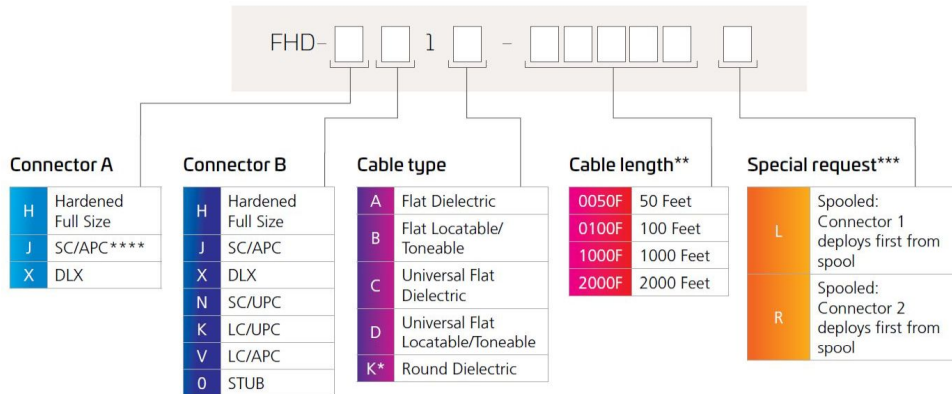 FHD- 1 -
Connector A
H Hardened
Full Size
J SC/APC****
X DLX
Connector B
H Hardened
Full Size
J SC/APC
X DLX
N SC/UPC
K LC/UPC
V LC/APC
0 STUB
Cable type
A Flat Dielectric
B Flat Locatable/
Toneable
C Universal Flat
Dielectric
D Universal Flat
Locatable/Toneable
K* Round Dielectric
Cable length**
0050F 50 Feet
0100F 100 Feet
1000F 1000 Feet
2000F 2000 Feet
Special request***
L Spooled:
Connector 1
deploys first from
spool
R Spooled:
Connector 2
deploys first from
spool